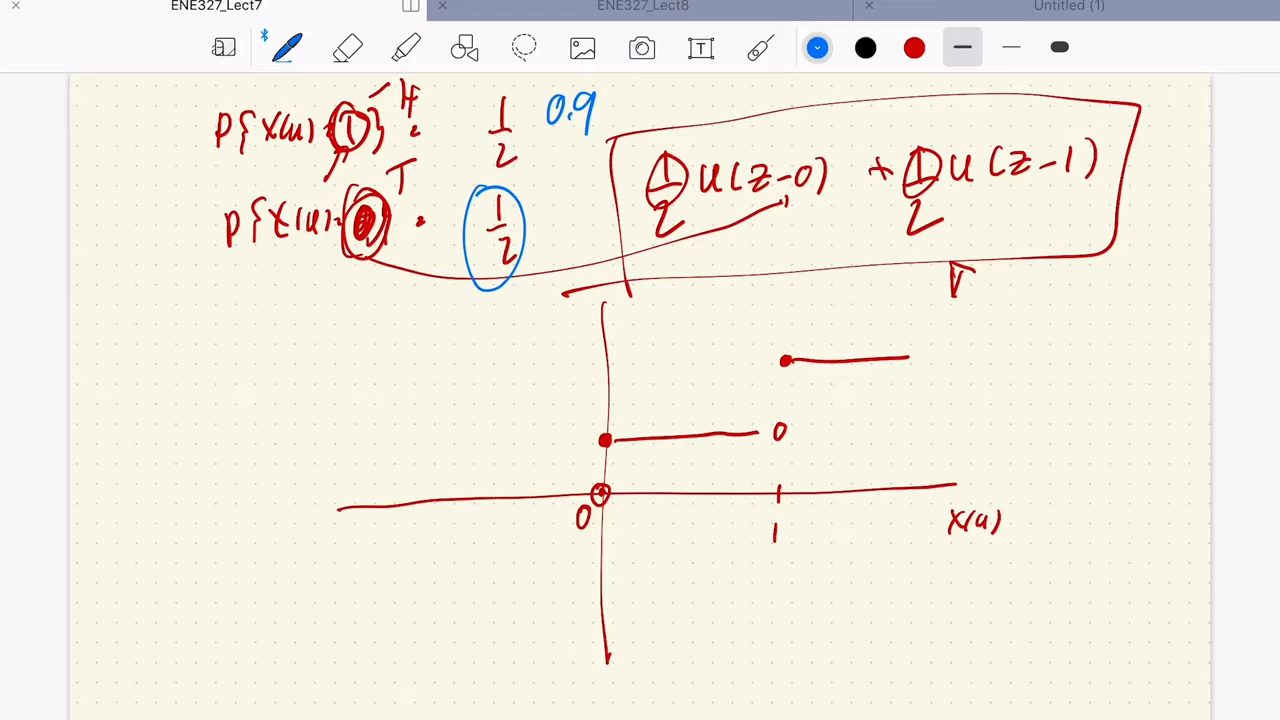 ENE327_Lect7 ENE327_Lect8 Untitled (1)
T
P{X(u)=1} = 1/2 0.9
H
P{X(u)=0} = 1/2
T
1/2 u(z-0) + 1/2 u(z-1)
0
0
1
X(u)